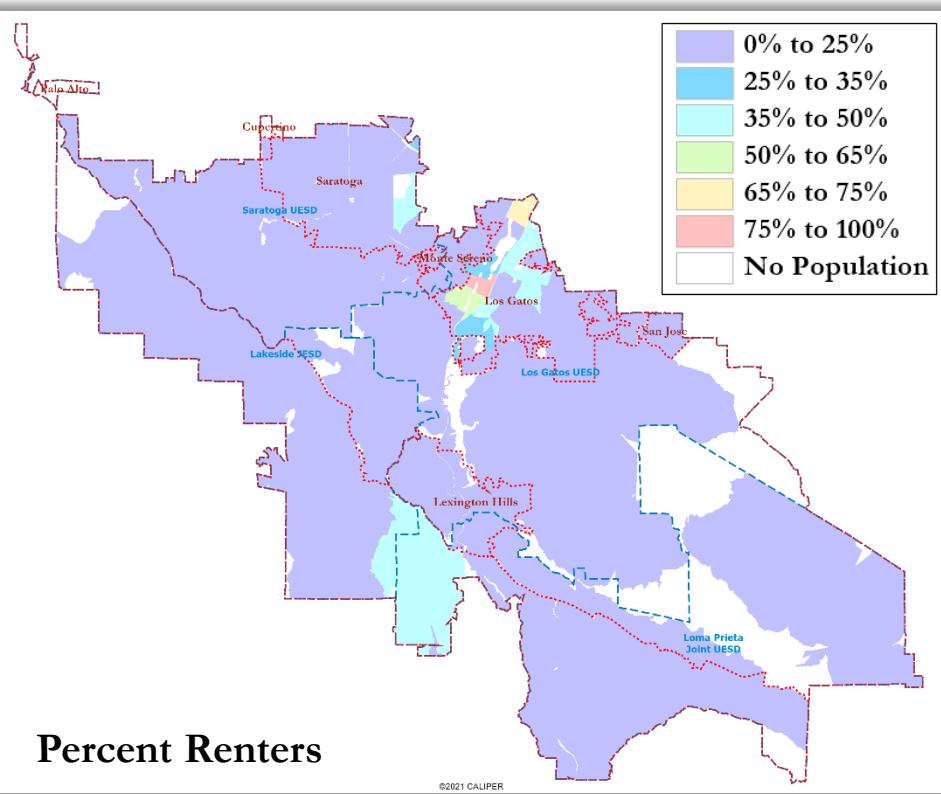 0% to 25%
25% to 35%
35% to 50%
50% to 65%
65% to 75%
75% to 100%
No Population
Palo Alto
Cupertino
Saratoga
Saratoga UESD
Monte Sereno
Los Gatos
San Jose
Lakeside JESD
Los Gatos UESD
Lexington Hills
Loma Prieta
Joint UESD
Percent Renters
©2021 CALIPER